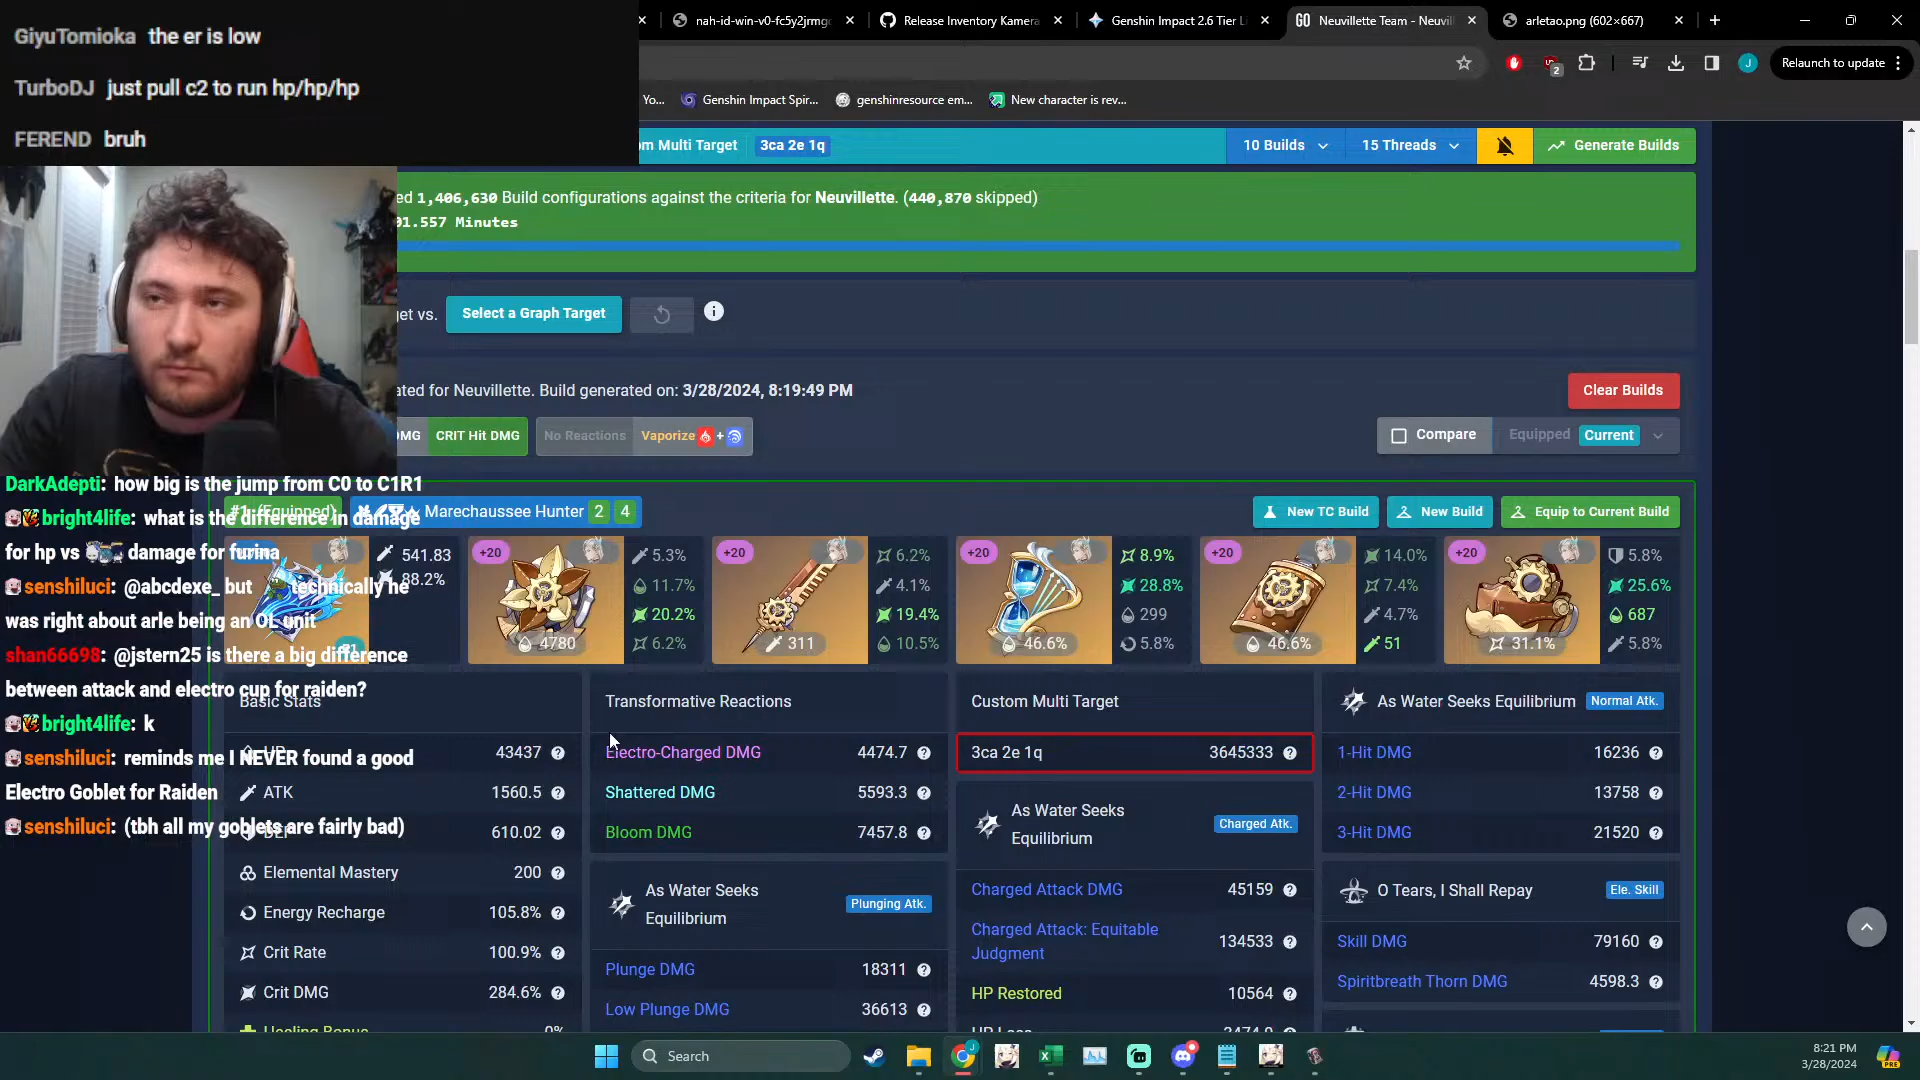 GiyuTomioka the er is low
TurboDJ just pull c2 to run hp/hp/hp
FEREND bruh
nah-id-win-v0-fc5y2jrmg
Release Inventory Kamera
Genshin Impact 2.6 Tier Li
Neuvillette Team - Neuvil
arletao.png (602×667)
Relaunch to update
Yo...
Genshin Impact Spir...
genshinresource em...
New character is rev...
om Multi Target 3ca 2e 1q
10 Builds
15 Threads
Generate Builds
ed 1,406,630 Build configurations against the criteria for Neuvillette. (440,870 skipped)
01.557 Minutes
get vs. Select a Graph Target
ated for Neuvillette. Build generated on: 3/28/2024, 8:19:49 PM
Clear Builds
DMG CRIT Hit DMG No Reactions Vaporize +
Compare Equipped Current
DarkAdepti: how big is the jump from C0 to C1R1
bright4life: what is the difference in damage
for hp vs damage for furina
senshiluci: @abcdexe_ but technically he
was right about arle being an OL unit
shan66698: @jstern25 is there a big difference
between attack and electro cup for raiden?
bright4life: k
senshiluci: reminds me I NEVER found a good
Electro Goblet for Raiden
senshiluci: (tbh all my goblets are fairly bad)
#1 (Equipped) Marechaussee Hunter 2 4
New TC Build New Build Equip to Current Build
541.83
88.2%
+20 4780
5.3%
11.7%
20.2%
6.2%
+20 311
6.2%
4.1%
19.4%
10.5%
+20 46.6%
8.9%
28.8%
299
5.8%
+20 46.6%
14.0%
7.4%
4.7%
51
+20 31.1%
5.8%
25.6%
687
5.8%
Basic Stats
HP 43437
ATK 1560.5
DEF 610.02
Elemental Mastery 200
Energy Recharge 105.8%
Crit Rate 100.9%
Crit DMG 284.6%
Healing Bonus 0%
Transformative Reactions
Electro-Charged DMG 4474.7
Shattered DMG 5593.3
Bloom DMG 7457.8
As Water Seeks
Equilibrium
Plunging Atk.
Plunge DMG 18311
Low Plunge DMG 36613
Custom Multi Target
3ca 2e 1q 3645333
As Water Seeks
Equilibrium
Charged Atk.
Charged Attack DMG 45159
Charged Attack: Equitable
Judgment 134533
HP Restored 10564
As Water Seeks Equilibrium Normal Atk.
1-Hit DMG 16236
2-Hit DMG 13758
3-Hit DMG 21520
O Tears, I Shall Repay Ele. Skill
Skill DMG 79160
Spiritbreath Thorn DMG 4598.3
Search
8:21 PM
3/28/2024